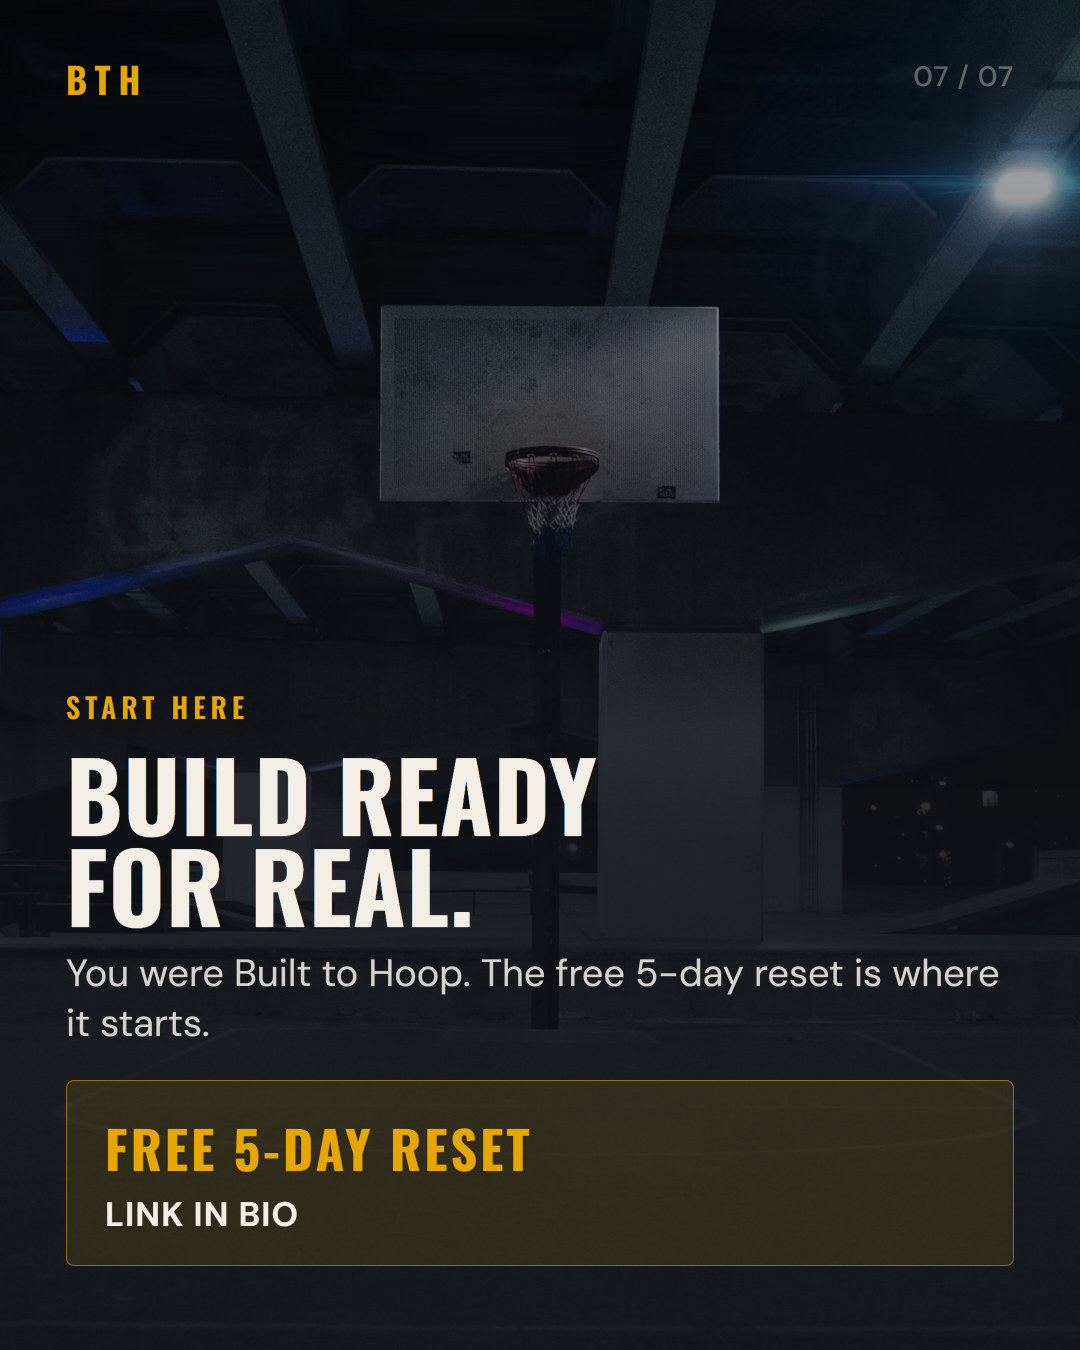 BTH
07 / 07
START HERE
BUILD READY
FOR REAL.
You were Built to Hoop. The free 5-day reset is where
it starts.
FREE 5-DAY RESET
LINK IN BIO